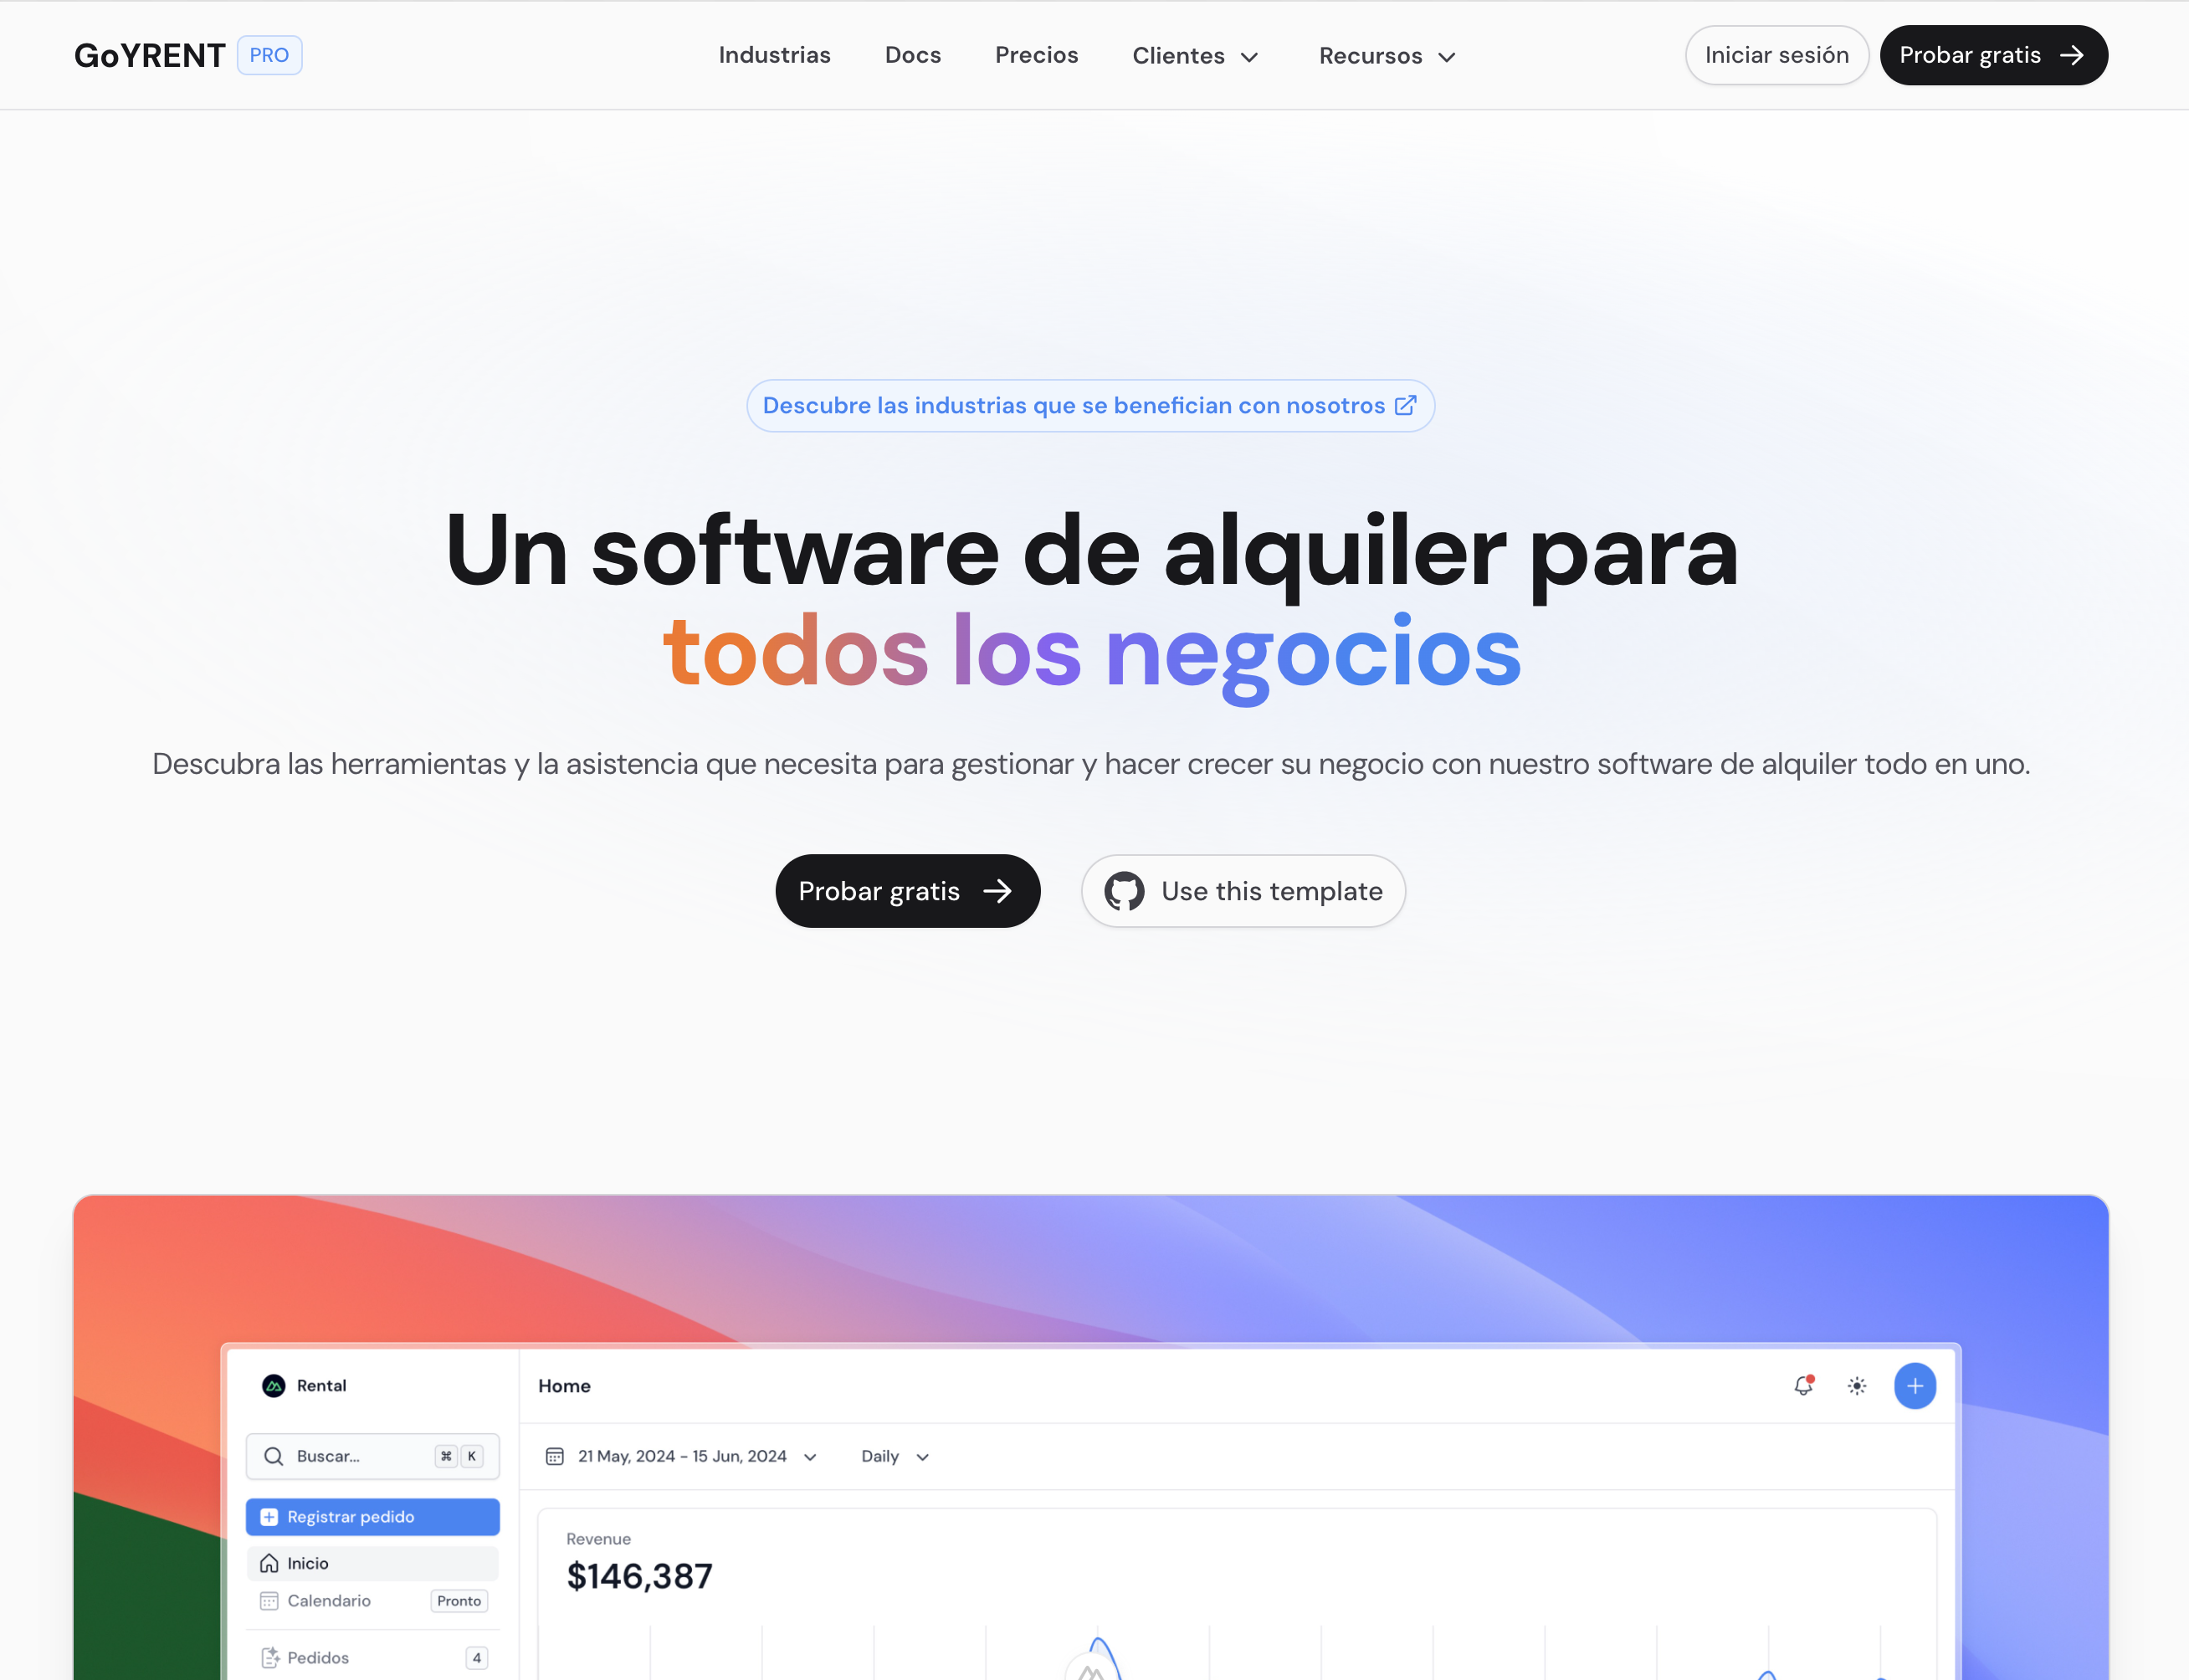 GoYRENT PRO
Industrias Docs Precios Clientes Recursos
Iniciar sesión Probar gratis
Descubre las industrias que se benefician con nosotros
Un software de alquiler para
todos los negocios
Descubra las herramientas y la asistencia que necesita para gestionar y hacer crecer su negocio con nuestro software de alquiler todo en uno.
Probar gratis Use this template
Rental
Home
Buscar... ⌘ K
21 May, 2024 - 15 Jun, 2024 Daily
Registrar pedido
Inicio
Calendario Pronto
Pedidos 4
Revenue
$146,387